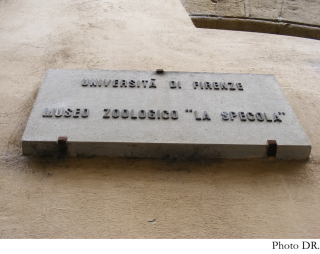 UNIVERSITÀ DI FIRENZE
MUSEO ZOOLOGICO "LA SPECOLA"
Photo DR.